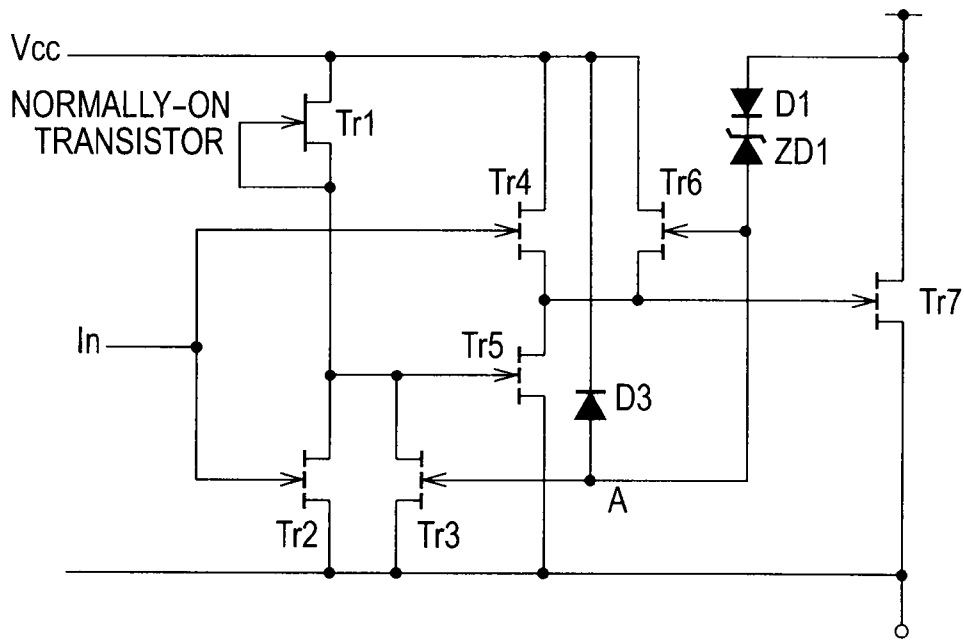 Vcc
NORMALLY-ON
TRANSISTOR
Tr1
D1
ZD1
Tr4
Tr6
Tr7
In
Tr5
D3
A
Tr2
Tr3